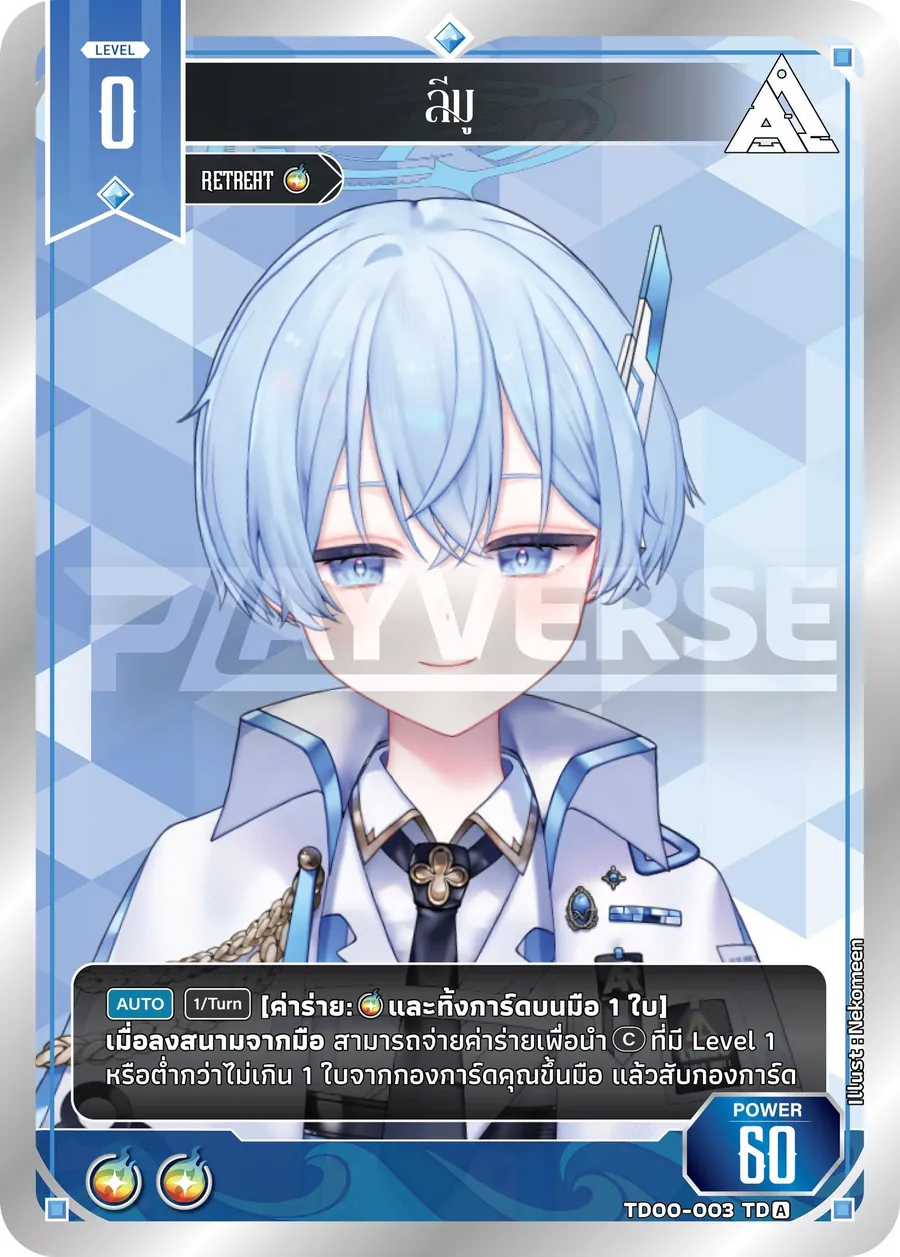 LEVEL
0
ลีมู
RETREAT
PLAYVERSE
AUTO 1/Turn [ค่าร่าย: และทิ้งการ์ดบนมือ 1 ใบ]
เมื่อลงสนามจากมือ สามารถจ่ายค่าร่ายเพื่อนำ C ที่มี Level 1
หรือต่ำกว่าไม่เกิน 1 ใบจากกองการ์ดคุณขึ้นมือ แล้วสับกองการ์ด
Illust : Nekomeen
POWER
60
TD00-003 TD A